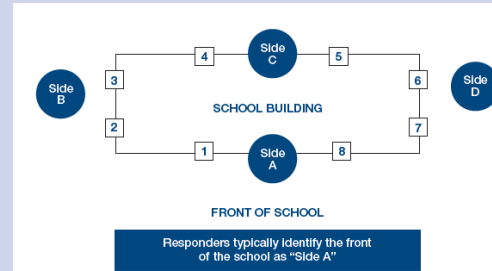 4
Side
C
5
Side
B
3
6
Side
D
SCHOOL BUILDING
2
7
1
Side
A
8
FRONT OF SCHOOL
Responders typically identify the front
of the school as “Side A”